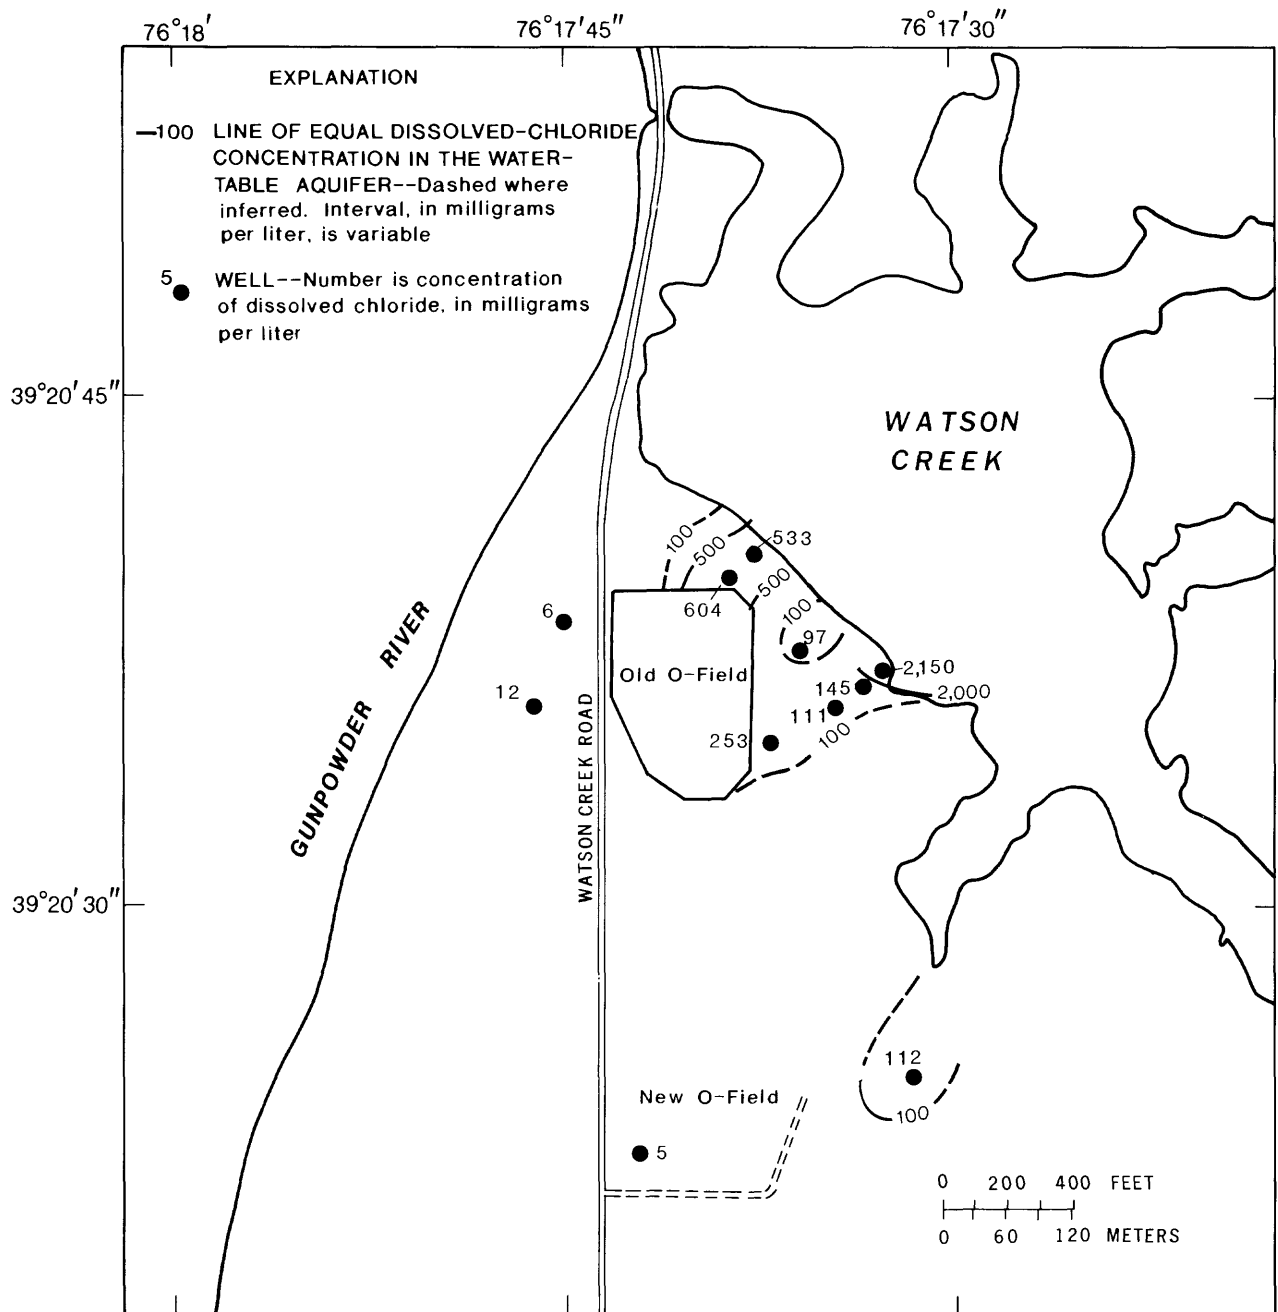 76°18'
76°17'45"
76°17'30"
EXPLANATION
—100 LINE OF EQUAL DISSOLVED-CHLORIDE
CONCENTRATION IN THE WATER-
TABLE AQUIFER--Dashed where
inferred. Interval, in milligrams
per liter, is variable
5 WELL--Number is concentration
of dissolved chloride, in milligrams
per liter
39°20'45"
WATSON
CREEK
100
500
533
500
604
100
6
97
Old O-Field
2,150
145
2,000
12
111
100
253
GUNPOWDER RIVER
WATSON CREEK ROAD
39°20'30"
112
100
New O-Field
5
0 200 400 FEET
0 60 120 METERS